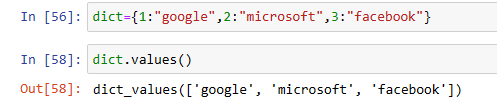 In [56]: dict={1:"google",2:"microsoft",3:"facebook"}
In [58]: dict.values()
Out[58]: dict_values(['google', 'microsoft', 'facebook'])